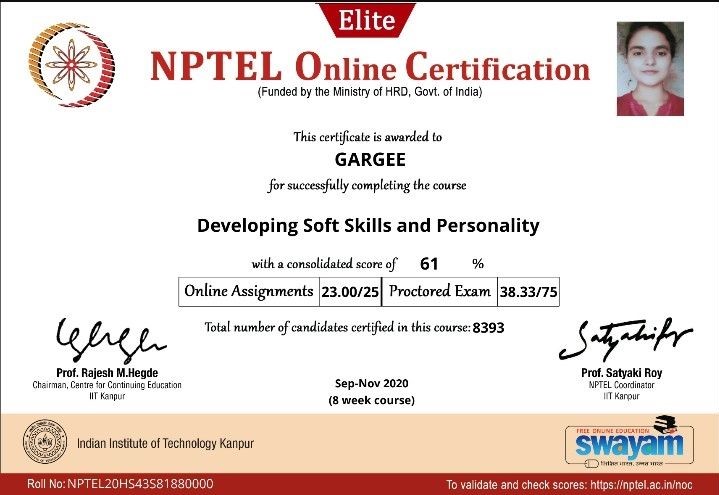 Elite
NPTEL Online Certification
(Funded by the Ministry of HRD, Govt. of India)
This certificate is awarded to
GARGEE
for successfully completing the course
Developing Soft Skills and Personality
with a consolidated score of 61 %
Online Assignments 23.00/25 Proctored Exam 38.33/75
Total number of candidates certified in this course: 8393
Prof. Rajesh M.Hegde
Chairman, Centre for Continuing Education
IIT Kanpur
Sep-Nov 2020
(8 week course)
Prof. Satyaki Roy
NPTEL Coordinator
IIT Kanpur
Indian Institute of Technology Kanpur
FREE ONLINE EDUCATION
swayam
शिक्षित भारत, उन्नत भारत
Roll No: NPTEL20HS43S81880000
To validate and check scores: https://nptel.ac.in/noc